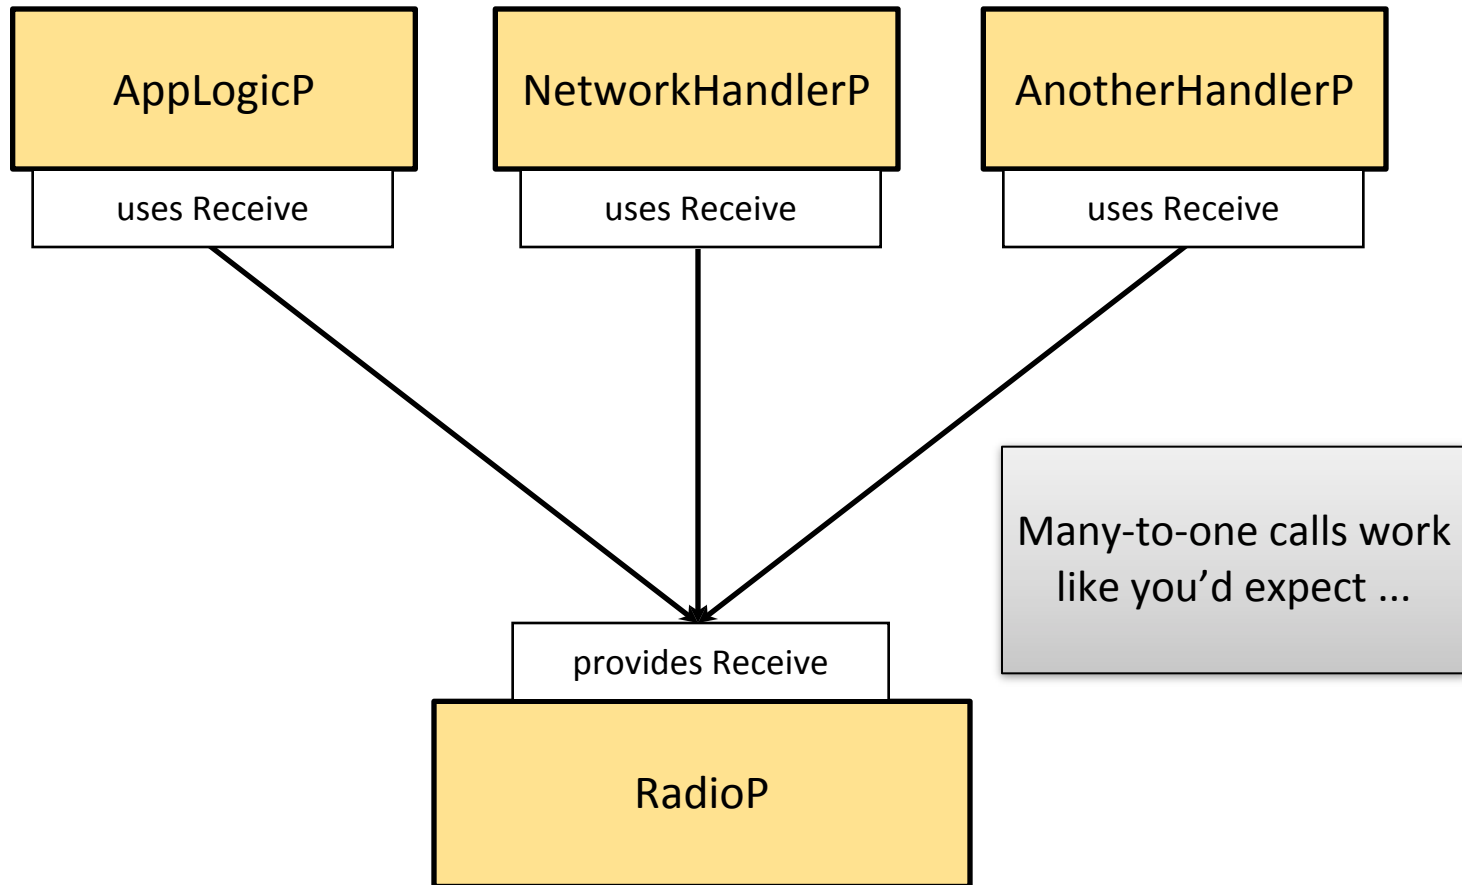 AppLogicP
NetworkHandlerP
AnotherHandlerP
uses Receive
uses Receive
uses Receive
Many-to-one calls work
like you’d expect ...
provides Receive
RadioP